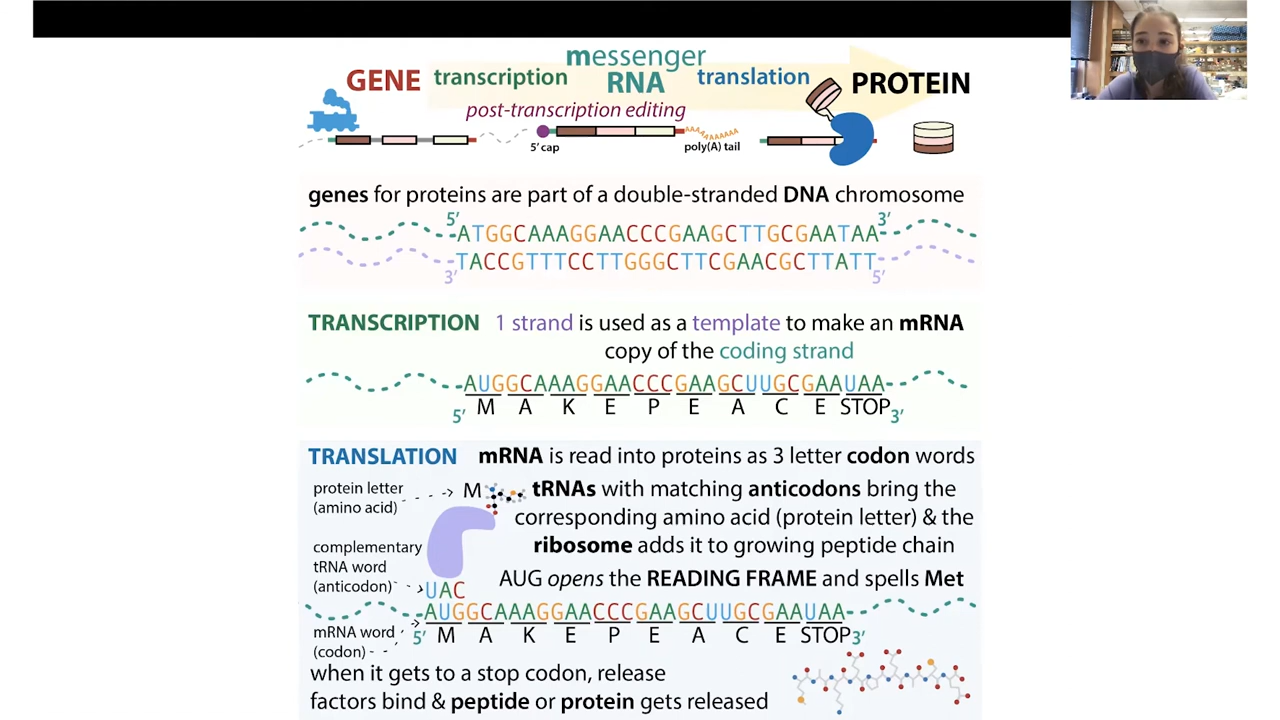 messenger
GENE transcription RNA translation PROTEIN
post-transcription editing
AAAAAAAAAA
5' cap poly(A) tail
genes for proteins are part of a double-stranded DNA chromosome
5' 3'
ATGGCAAAGGAACCCGAAGCTTGCGAATAA
TACCGTTTCCTTGGGCTTCGAACGCTTATT
3' 5'
TRANSCRIPTION 1 strand is used as a template to make an mRNA
copy of the coding strand
AUGGCAAAGGAACCCGAAGCUUGCGAAUAA
5' M A K E P E A C E STOP 3'
TRANSLATION mRNA is read into proteins as 3 letter codon words
protein letter
(amino acid)
M
tRNAs with matching anticodons bring the
corresponding amino acid (protein letter) & the
ribosome adds it to growing peptide chain
complementary
tRNA word
(anticodon)
AUG opens the READING FRAME and spells Met
UAC
AUGGCAAAGGAACCCGAAGCUUGCGAAUAA
mRNA word
(codon)
5' M A K E P E A C E STOP 3'
when it gets to a stop codon, release
factors bind & peptide or protein gets released